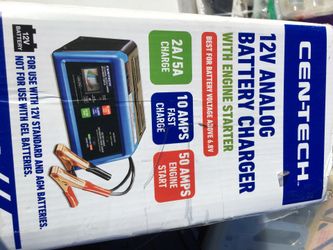 CEN-TECH
12V ANALOG
BATTERY CHARGER
WITH ENGINE STARTER
BEST FOR BATTERY VOLTAGE ABOVE 6.8V
2A/5A
CHARGE
10 AMPS
FAST
CHARGE
50 AMPS
ENGINE
START
12V
BATTERY
FOR USE WITH 12V STANDARD AND AGM BATTERIES.
NOT FOR USE WITH GEL BATTERIES.